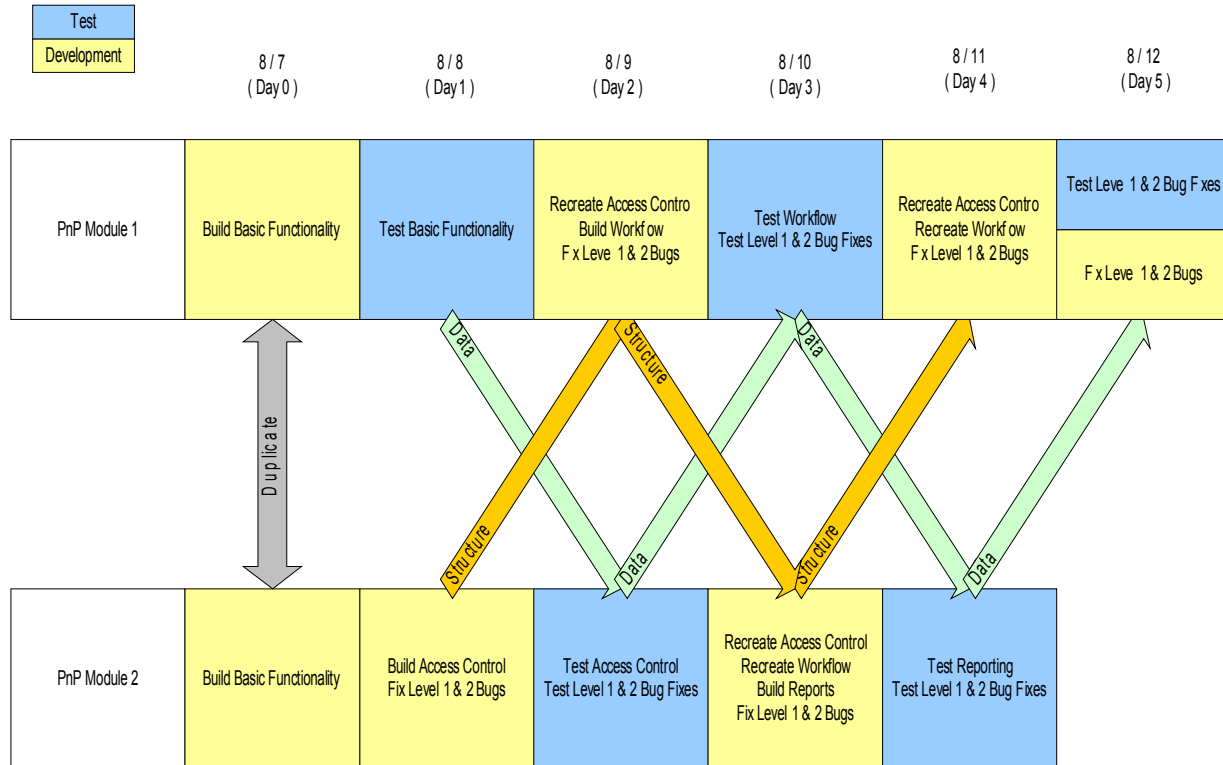 Test
Development
8 / 7
( Day 0 )
8 / 8
( Day 1 )
8 / 9
( Day 2 )
8 / 10
( Day 3 )
8 / 11
( Day 4 )
8 / 12
( Day 5 )
PnP Module 1
Build Basic Functionality
Test Basic Functionality
Recreate Access Contro
Build Workfow
F x Leve 1 & 2 Bugs
Test Workflow
Test Level 1 & 2 Bug Fixes
Recreate Access Contro
Recreate Workfow
F x Level 1 & 2 Bugs
Test Leve 1 & 2 Bug F xes
F x Leve 1 & 2 Bugs
Duplicate
Data
Structure
Structure
Data
Data
Structure
Data
PnP Module 2
Build Basic Functionality
Build Access Control
Fix Level 1 & 2 Bugs
Test Access Control
Test Level 1 & 2 Bug Fixes
Recreate Access Control
Recreate Workflow
Build Reports
Fix Level 1 & 2 Bugs
Test Reporting
Test Level 1 & 2 Bug Fixes